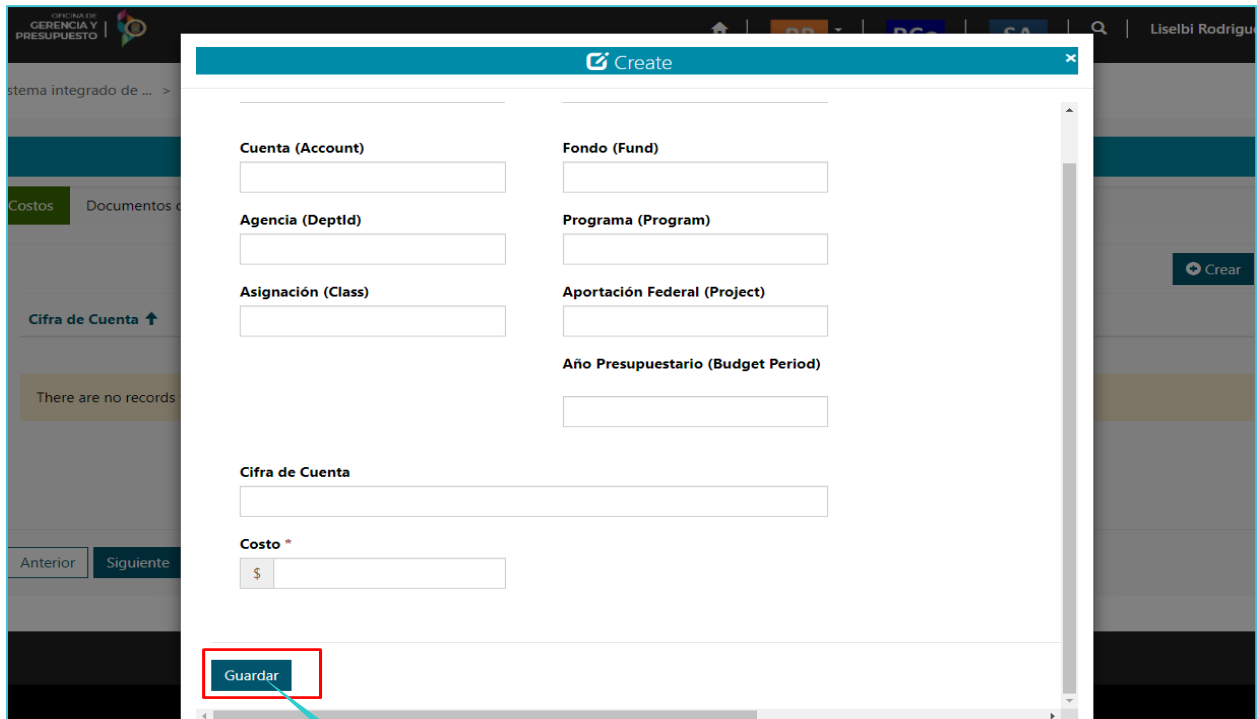 OFICINA DE
GERENCIA Y
PRESUPUESTO
Liselbi Rodrigu
Create
×
stema integrado de ... >
Cuenta (Account)
Fondo (Fund)
Costos
Documentos
Agencia (DeptId)
Programa (Program)
Crear
Asignación (Class)
Aportación Federal (Project)
Cifra de Cuenta
Año Presupuestario (Budget Period)
There are no records
Cifra de Cuenta
Costo *
Anterior
Siguiente
$
Guardar